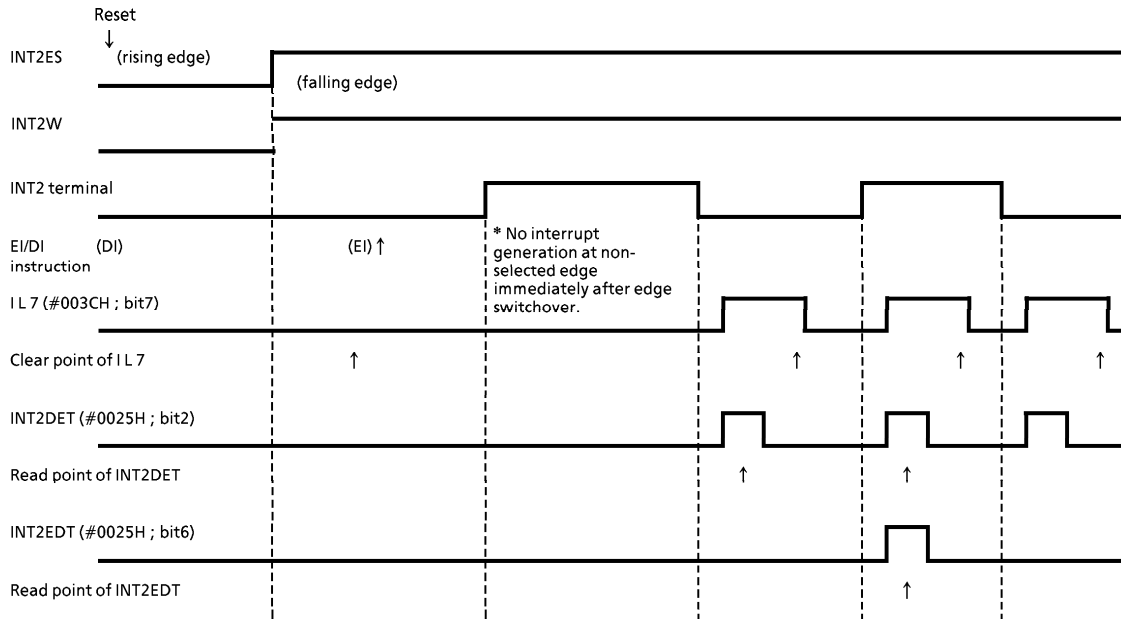 Reset
↓
INT2ES (rising edge)
(falling edge)
INT2W
INT2 terminal
EI/DI (DI) (EI) ↑
instruction
* No interrupt
generation at non-
selected edge
immediately after edge
switchover.
I L 7 (#003CH ; bit7)
Clear point of I L 7 ↑ ↑ ↑ ↑
INT2DET (#0025H ; bit2)
Read point of INT2DET ↑ ↑
INT2EDT (#0025H ; bit6)
Read point of INT2EDT ↑